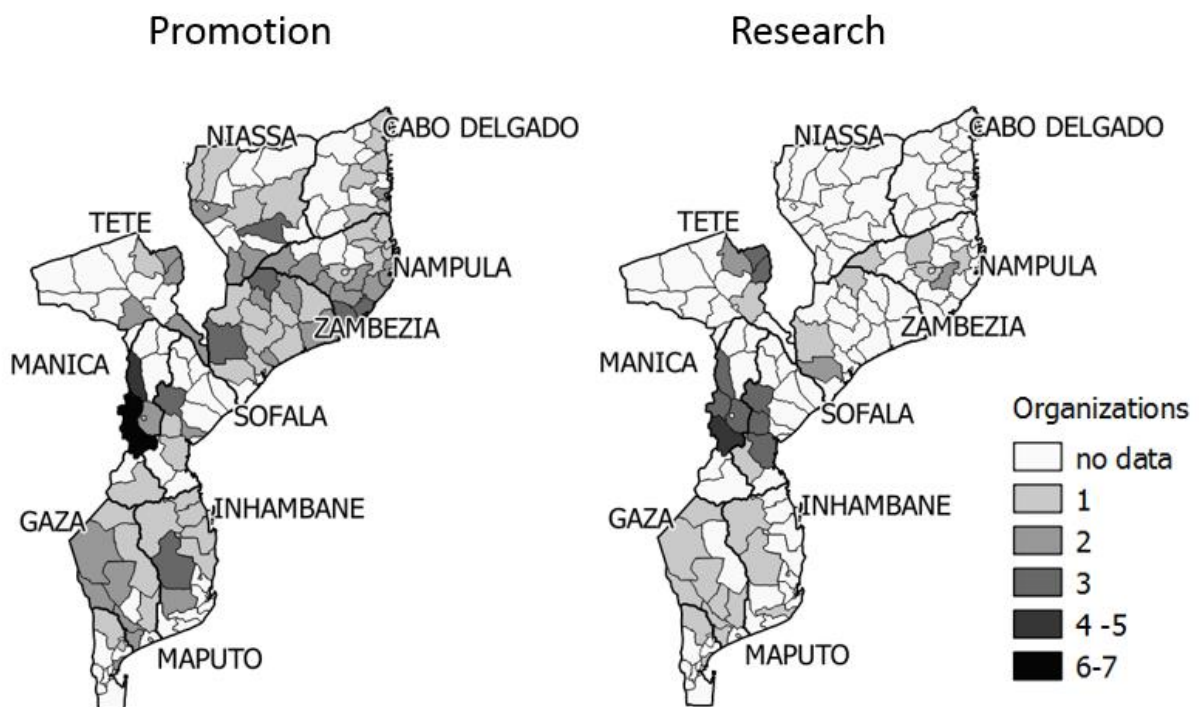 Promotion
Research
NIASSA
CABO DELGADO
TETE
NAMPULA
ZAMBEZIA
MANICA
SOFALA
GAZA
INHAMBANE
MAPUTO
NIASSA
CABO DELGADO
TETE
NAMPULA
ZAMBEZIA
MANICA
SOFALA
GAZA
INHAMBANE
MAPUTO
Organizations
no data
1
2
3
4 -5
6-7